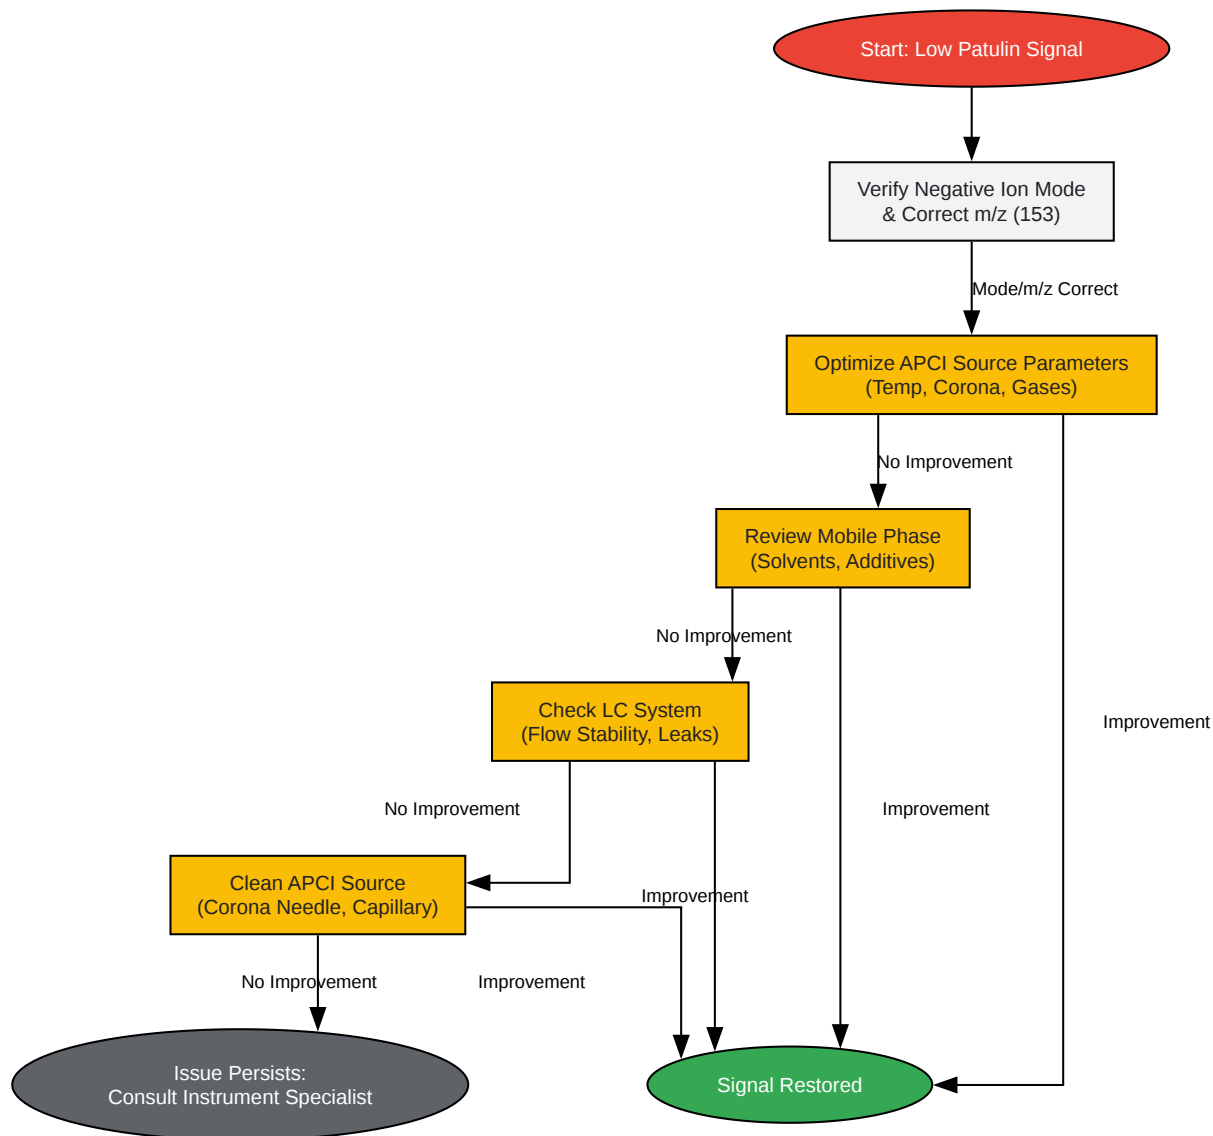 Start: Low Patulin Signal
Verify Negative Ion Mode
& Correct m/z (153)
Mode/m/z Correct
Optimize APCI Source Parameters
(Temp, Corona, Gases)
No Improvement
Review Mobile Phase
(Solvents, Additives)
No Improvement
Check LC System
(Flow Stability, Leaks)
Improvement
No Improvement
Improvement
Clean APCI Source
(Corona Needle, Capillary)
Improvement
No Improvement
Improvement
Issue Persists:
Consult Instrument Specialist
Signal Restored